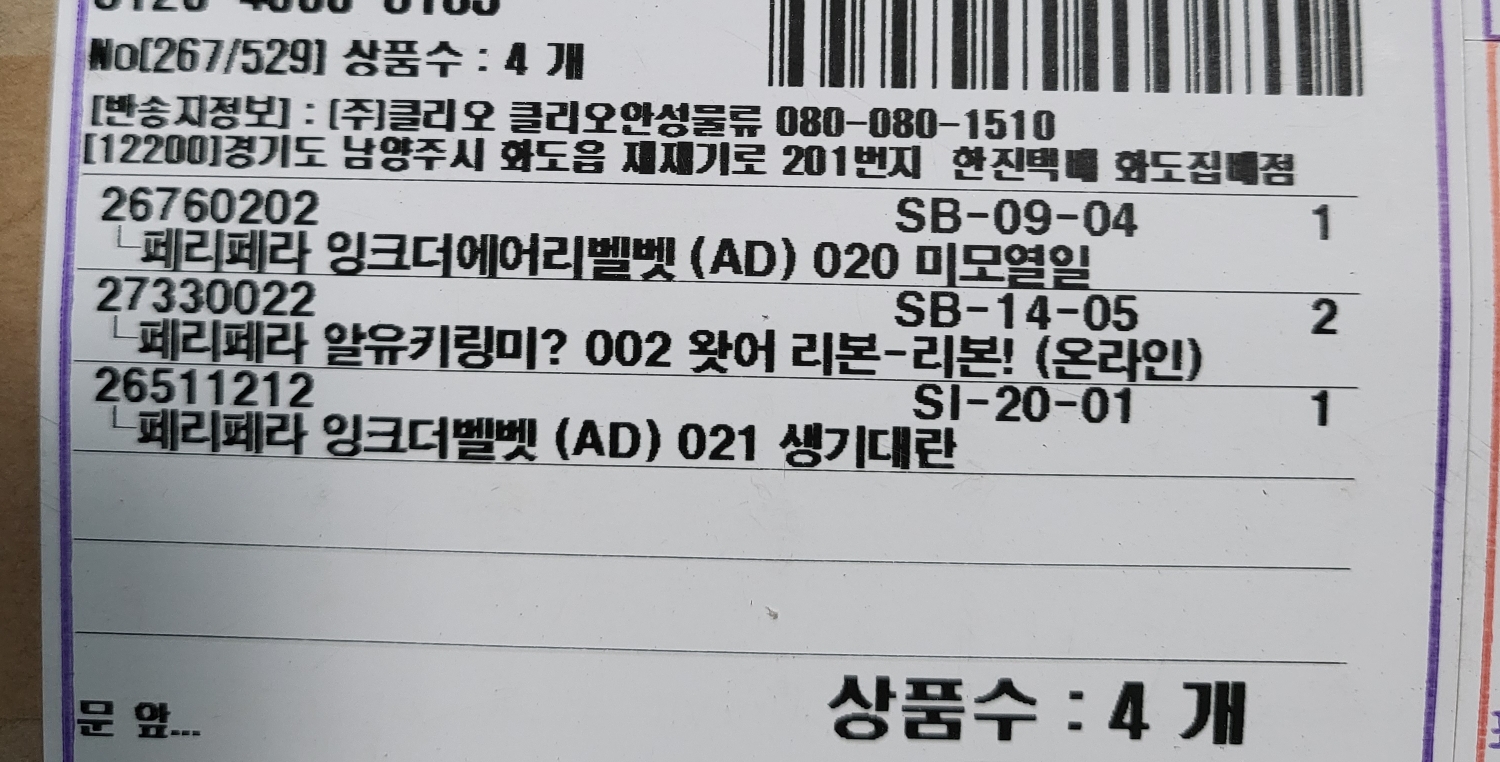 No[267/529] 상품수 : 4 개
[반송지정보] : [(주)클리오 클리오안성물류 080-080-1510
[12200]경기도 남양주시 화도읍 재재기로 201번지 한진택배 화도집배점
26760202 SB-09-04 1
└페리페라 잉크더에어리벨벳 (AD) 020 미모열일
27330022 SB-14-05 2
└페리페라 알유키링미? 002 왓어 리본-리본! (온라인)
26511212 SI-20-01 1
└페리페라 잉크더벨벳 (AD) 021 생기대란
문 앞... 상품수 : 4 개